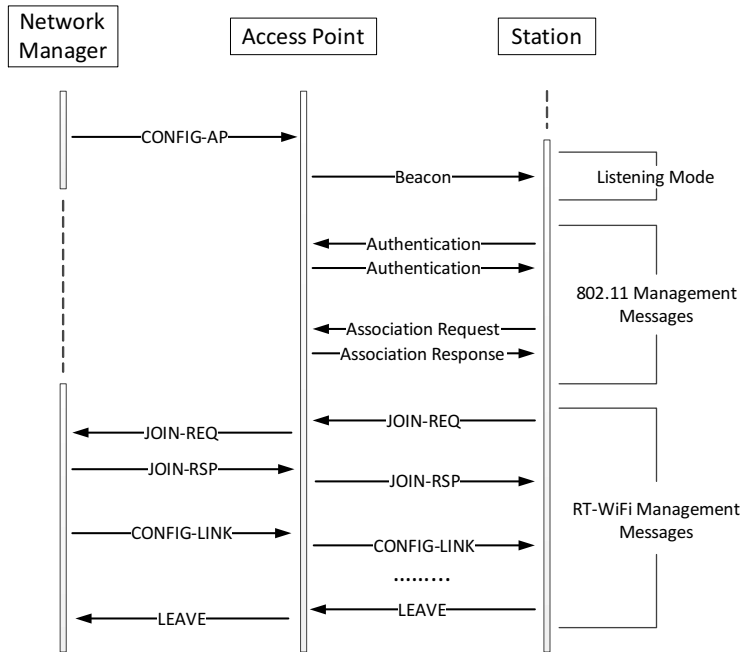 Network
Manager
Access Point
Station
CONFIG-AP
Beacon
Listening Mode
Authentication
Authentication
802.11 Management
Messages
Association Request
Association Response
JOIN-REQ
JOIN-REQ
JOIN-RSP
JOIN-RSP
RT-WiFi Management
Messages
CONFIG-LINK
CONFIG-LINK
.........
LEAVE
LEAVE